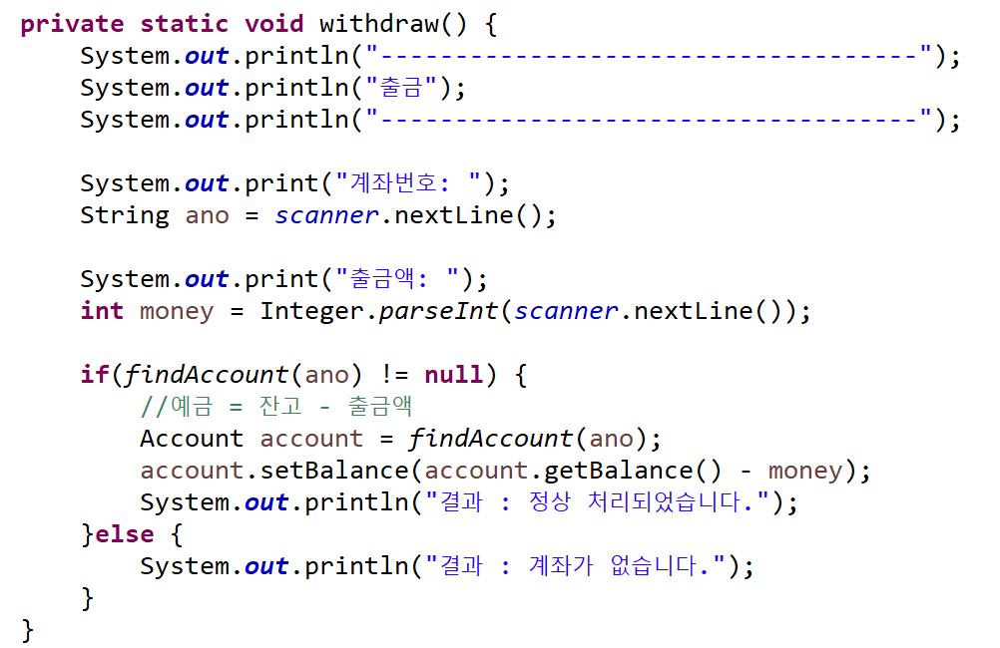 private static void withdraw() {
    System.out.println("------------------------------------");
    System.out.println("출금");
    System.out.println("------------------------------------");

    System.out.print("계좌번호: ");
    String ano = scanner.nextLine();

    System.out.print("출금액: ");
    int money = Integer.parseInt(scanner.nextLine());

    if(findAccount(ano) != null) {
        //예금 = 잔고 - 출금액
        Account account = findAccount(ano);
        account.setBalance(account.getBalance() - money);
        System.out.println("결과 : 정상 처리되었습니다.");
    }else {
        System.out.println("결과 : 계좌가 없습니다.");
    }
}